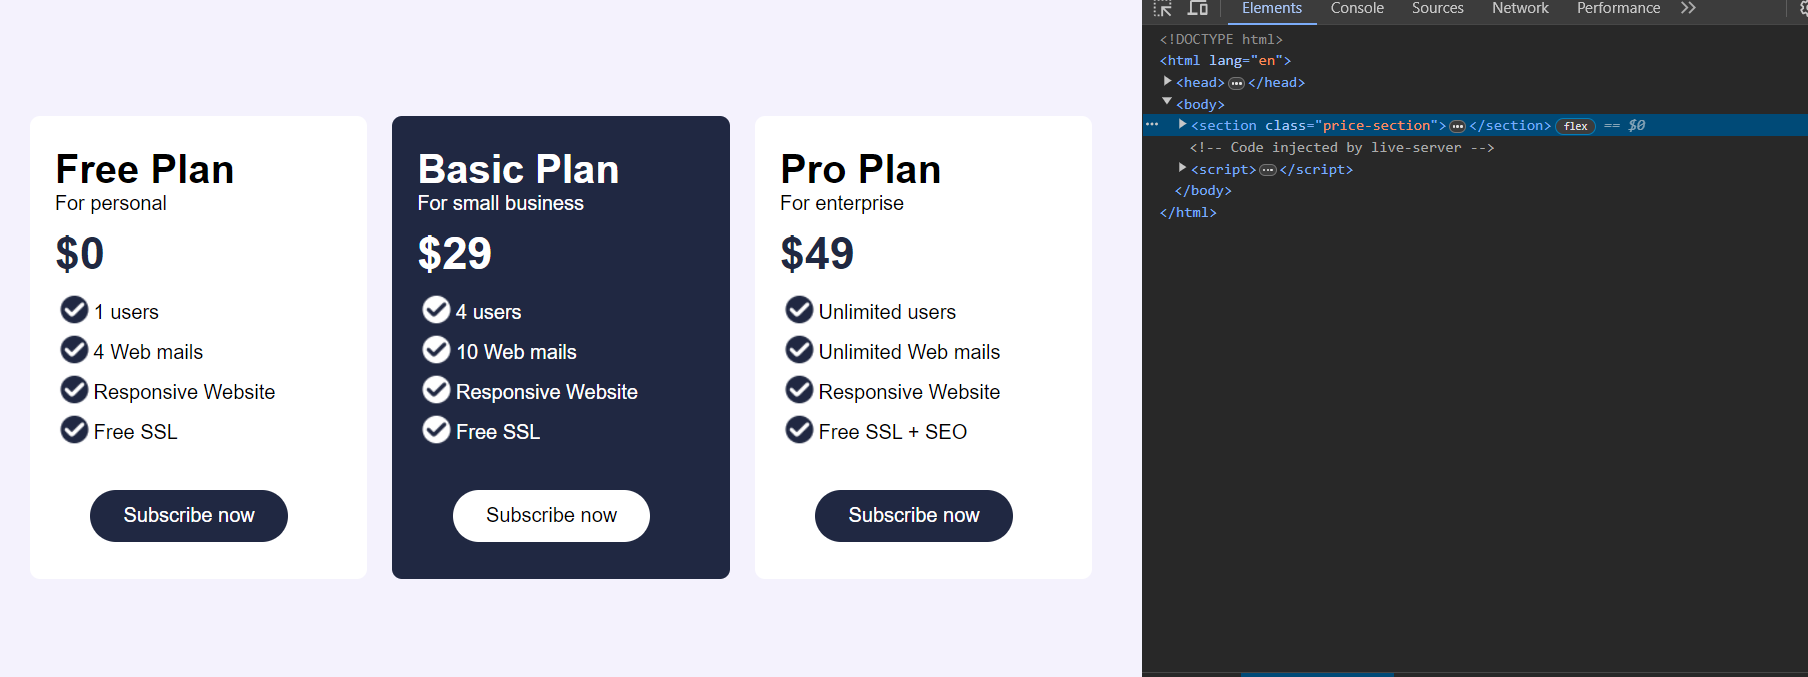 Free Plan
For personal
$0
1 users
4 Web mails
Responsive Website
Free SSL
Subscribe now
Basic Plan
For small business
$29
4 users
10 Web mails
Responsive Website
Free SSL
Subscribe now
Pro Plan
For enterprise
$49
Unlimited users
Unlimited Web mails
Responsive Website
Free SSL + SEO
Subscribe now
Elements Console Sources Network Performance
<!DOCTYPE html>
<html lang="en">
<head>…</head>
<body>
<section class="price-section">…</section> flex == $0
<!-- Code injected by live-server -->
<script>…</script>
</body>
</html>